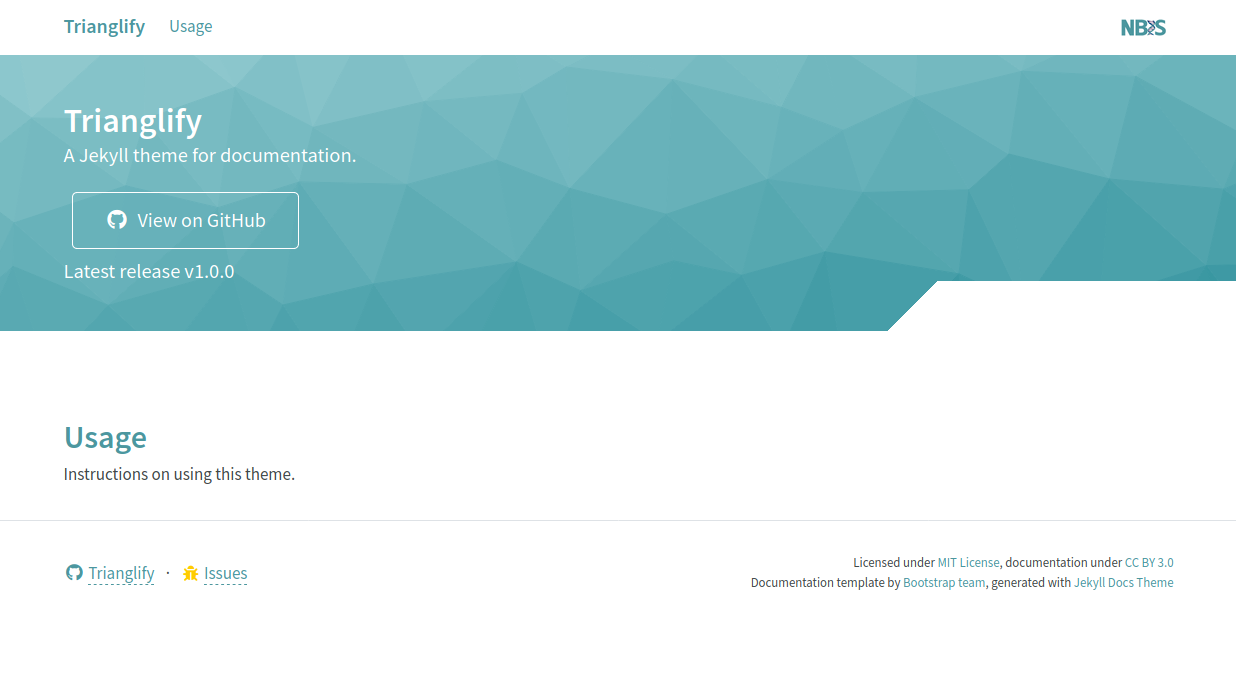 Trianglify Usage NBIS
Trianglify
A Jekyll theme for documentation.
View on GitHub
Latest release v1.0.0
Usage
Instructions on using this theme.
Trianglify · Issues
Licensed under MIT License, documentation under CC BY 3.0
Documentation template by Bootstrap team, generated with Jekyll Docs Theme